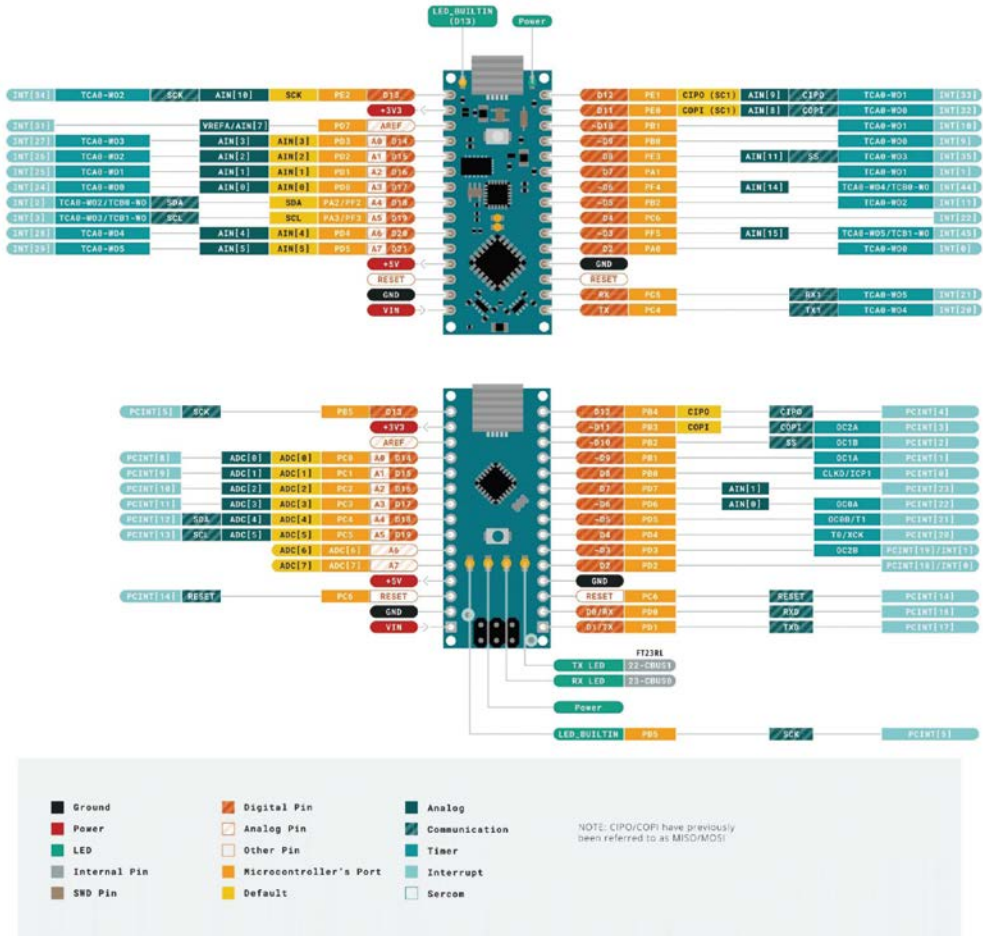 LED_BUILTIN
(D13)
Power
INT[34] TCA0-WO2 SCK AIN[10] SCK PE2 D13
D12 PE1 CIPO (SC1) AIN[9] CIPO TCA0-WO1 INT[33]
+3V3
D11 PE0 COPI (SC1) AIN[8] COPI TCA0-WO0 INT[32]
INT[31] VREFA/AIN[7] PD7 AREF
~D10 PB1 TCA0-WO1 INT[10]
INT[27] TCA0-WO3 AIN[3] AIN[3] PD3 A0 D14
~D9 PB0 TCA0-WO0 INT[9]
INT[26] TCA0-WO2 AIN[2] AIN[2] PD2 A1 D15
D8 PE3 AIN[11] SS TCA0-WO3 INT[35]
INT[25] TCA0-WO1 AIN[1] AIN[1] PD1 A2 D16
D7 PA1 TCA0-WO1 INT[1]
INT[24] TCA0-WO0 AIN[0] AIN[0] PD0 A3 D17
~D6 PF4 AIN[14] TCA0-WO4/TCB0-WO INT[44]
INT[2] TCA0-WO2/TCB0-WO SDA SDA PA2/PF2 A4 D18
~D5 PB2 TCA0-WO2 INT[11]
INT[3] TCA0-WO3/TCB1-WO SCL SCL PA3/PF3 A5 D19
D4 PC6 INT[22]
INT[28] TCA0-WO4 AIN[4] AIN[4] PD4 A6 D20
~D3 PF5 AIN[15] TCA0-WO5/TCB1-WO INT[45]
INT[29] TCA0-WO5 AIN[5] AIN[5] PD5 A7 D21
D2 PA0 TCA0-WO0 INT[0]
+5V
GND
RESET
RESET
GND
RX PC5 RX1 TCA0-WO5 INT[21]
VIN
TX PC4 TX1 TCA0-WO4 INT[20]
PCINT[5] SCK PB5 D13
D12 PB4 CIPO CIPO PCINT[4]
+3V3
~D11 PB3 COPI COPI OC2A PCINT[3]
AREF
~D10 PB2 SS OC1B PCINT[2]
PCINT[8] ADC[0] ADC[0] PC0 A0 D14
~D9 PB1 OC1A PCINT[1]
PCINT[9] ADC[1] ADC[1] PC1 A1 D15
D8 PB0 CLKO/ICP1 PCINT[0]
PCINT[10] ADC[2] ADC[2] PC2 A2 D16
D7 PD7 AIN[1] PCINT[23]
PCINT[11] ADC[3] ADC[3] PC3 A3 D17
~D6 PD6 AIN[0] OC0A PCINT[22]
PCINT[12] SDA ADC[4] ADC[4] PC4 A4 D18
~D5 PD5 OC0B/T1 PCINT[21]
PCINT[13] SCL ADC[5] ADC[5] PC5 A5 D19
D4 PD4 T0/XCK PCINT[20]
ADC[6] ADC[6] A6
~D3 PD3 OC2B PCINT[19]/INT[1]
ADC[7] ADC[7] A7
D2 PD2 PCINT[18]/INT[0]
+5V
GND
PCINT[14] RESET PC6 RESET
RESET PC6 RESET PCINT[14]
GND
D0/RX PD0 RXD PCINT[16]
VIN
D1/TX PD1 TXD PCINT[17]
FT23RL
TX LED 22-CBUS1
RX LED 23-CBUS0
Power
LED_BUILTIN PB5 SCK PCINT[5]
Ground
Power
LED
Internal Pin
SWD Pin
Digital Pin
Analog Pin
Other Pin
Microcontroller's Port
Default
Analog
Communication
Timer
Interrupt
Sercom
NOTE: CIPO/COPI have previously
been referred to as MISO/MOSI